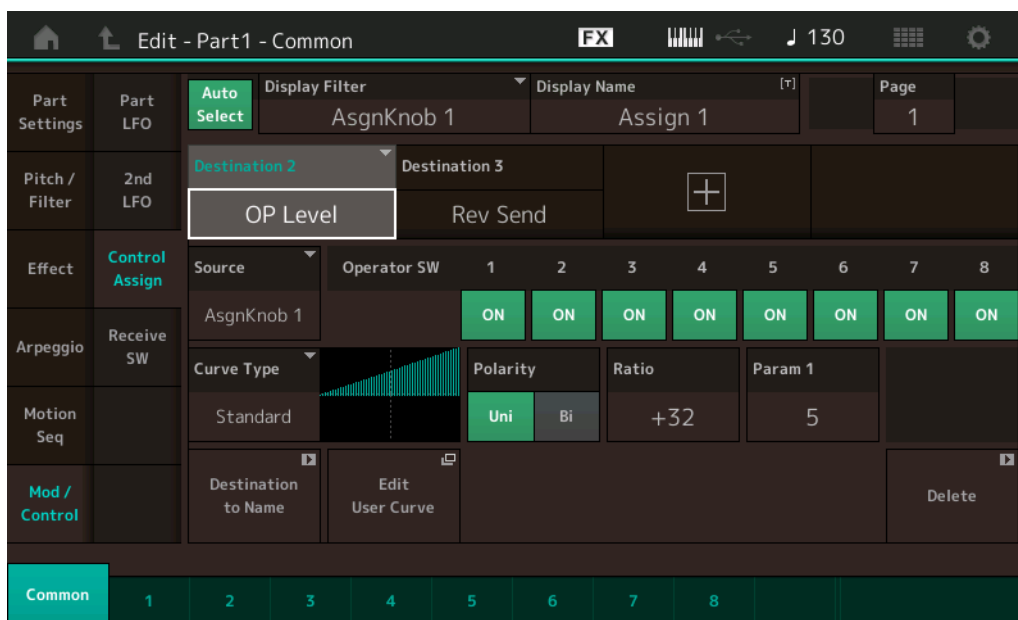 Edit - Part1 - Common
FX
130
Part Settings
Part LFO
Auto Select
Display Filter
AsgnKnob 1
Display Name
[T]
Assign 1
Page
1
Pitch / Filter
2nd LFO
Destination 2
OP Level
Destination 3
Rev Send
Effect
Control Assign
Source
AsgnKnob 1
Operator SW 1 2 3 4 5 6 7 8
ON ON ON ON ON ON ON ON
Arpeggio
Receive SW
Curve Type
Standard
Polarity
Uni Bi
Ratio
+32
Param 1
5
Motion Seq
Mod / Control
Destination to Name
Edit User Curve
Delete
Common 1 2 3 4 5 6 7 8